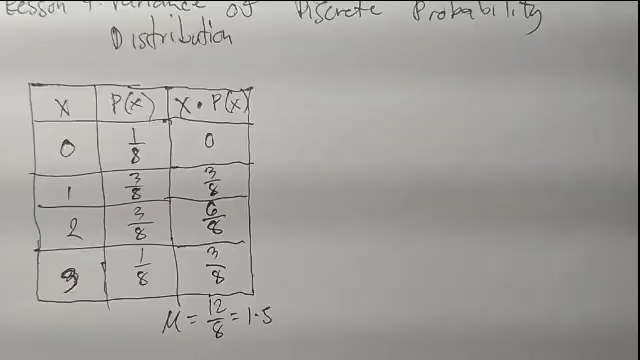 Lesson 4: Variance of Discrete Probability
Distribution
X P(X) X • P(X)
0 1/8 0
1 3/8 3/8
2 3/8 6/8
3 1/8 3/8
μ = 12/8 = 1.5